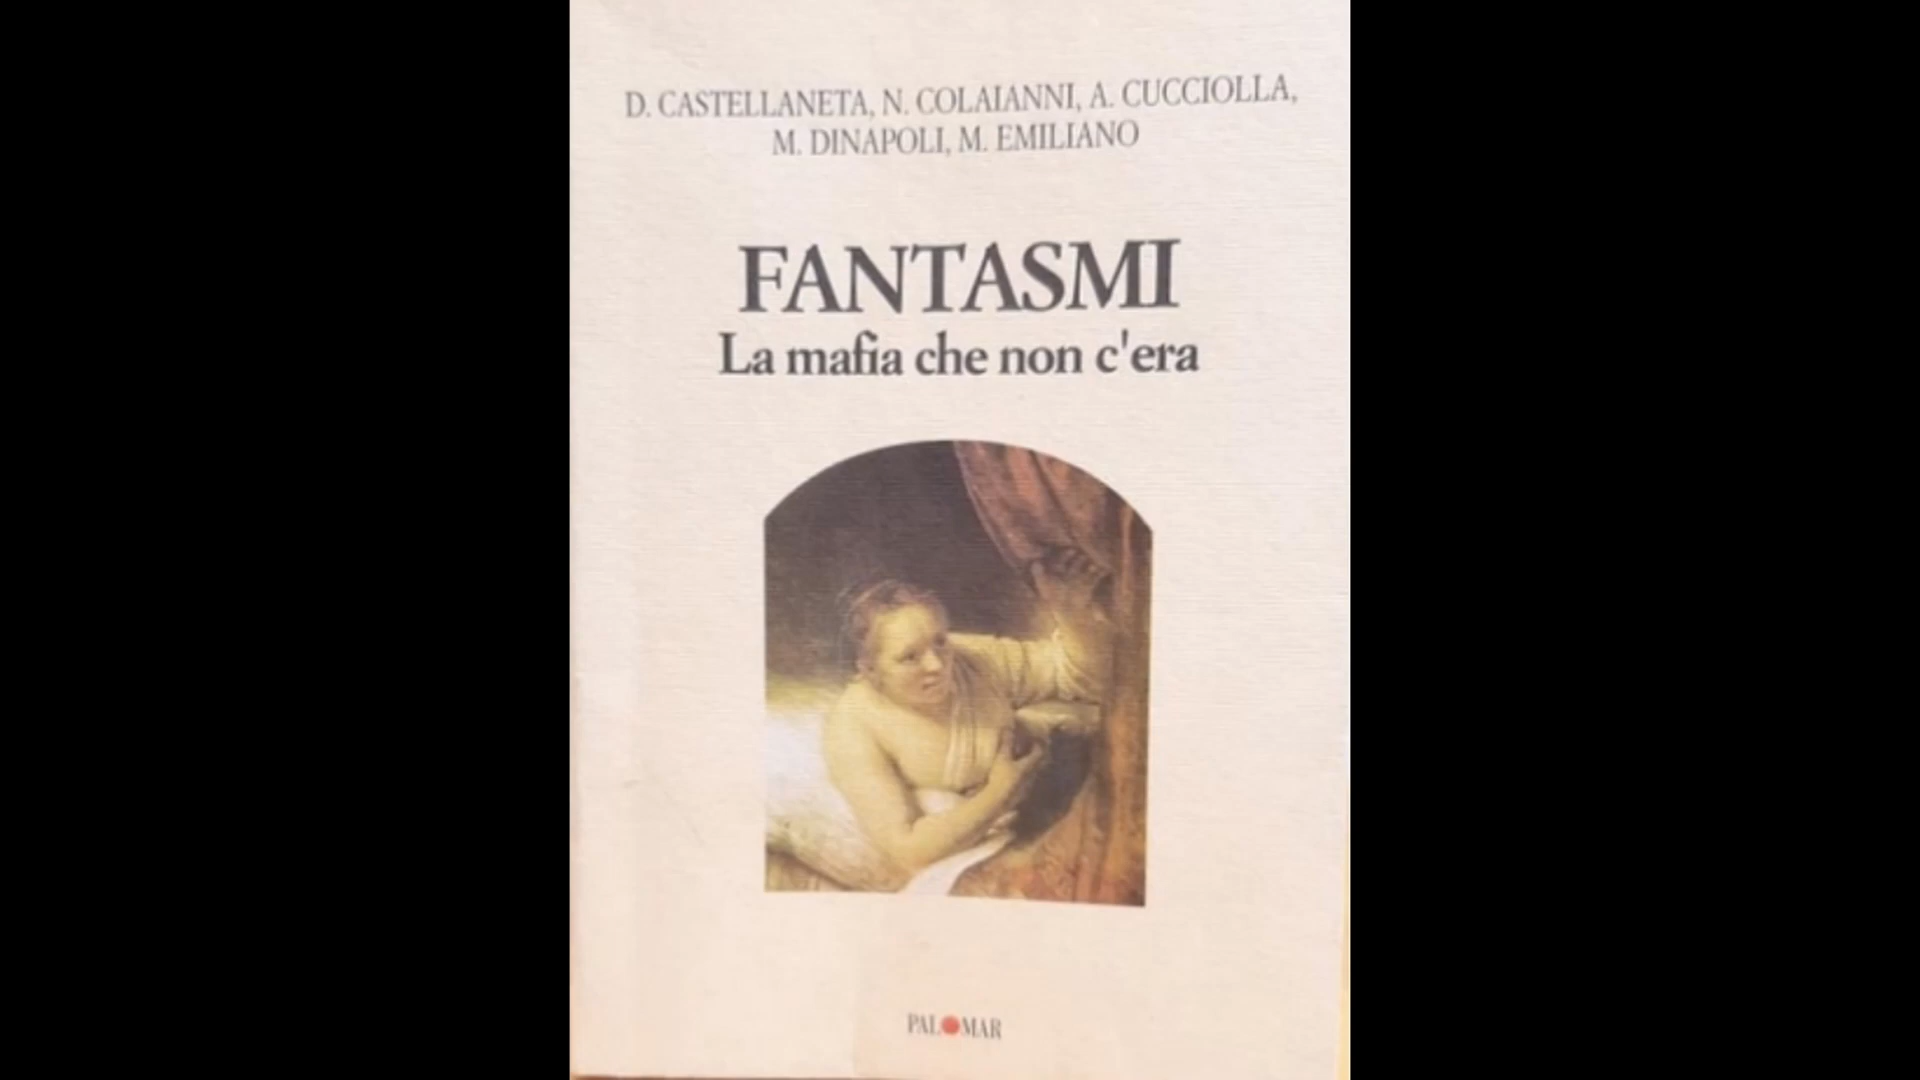 D. CASTELLANETA, N. COLAIANNI, A. CUCCIOLLA,
M. DINAPOLI, M. EMILIANO
FANTASMI
La mafia che non c'era
PALOMAR